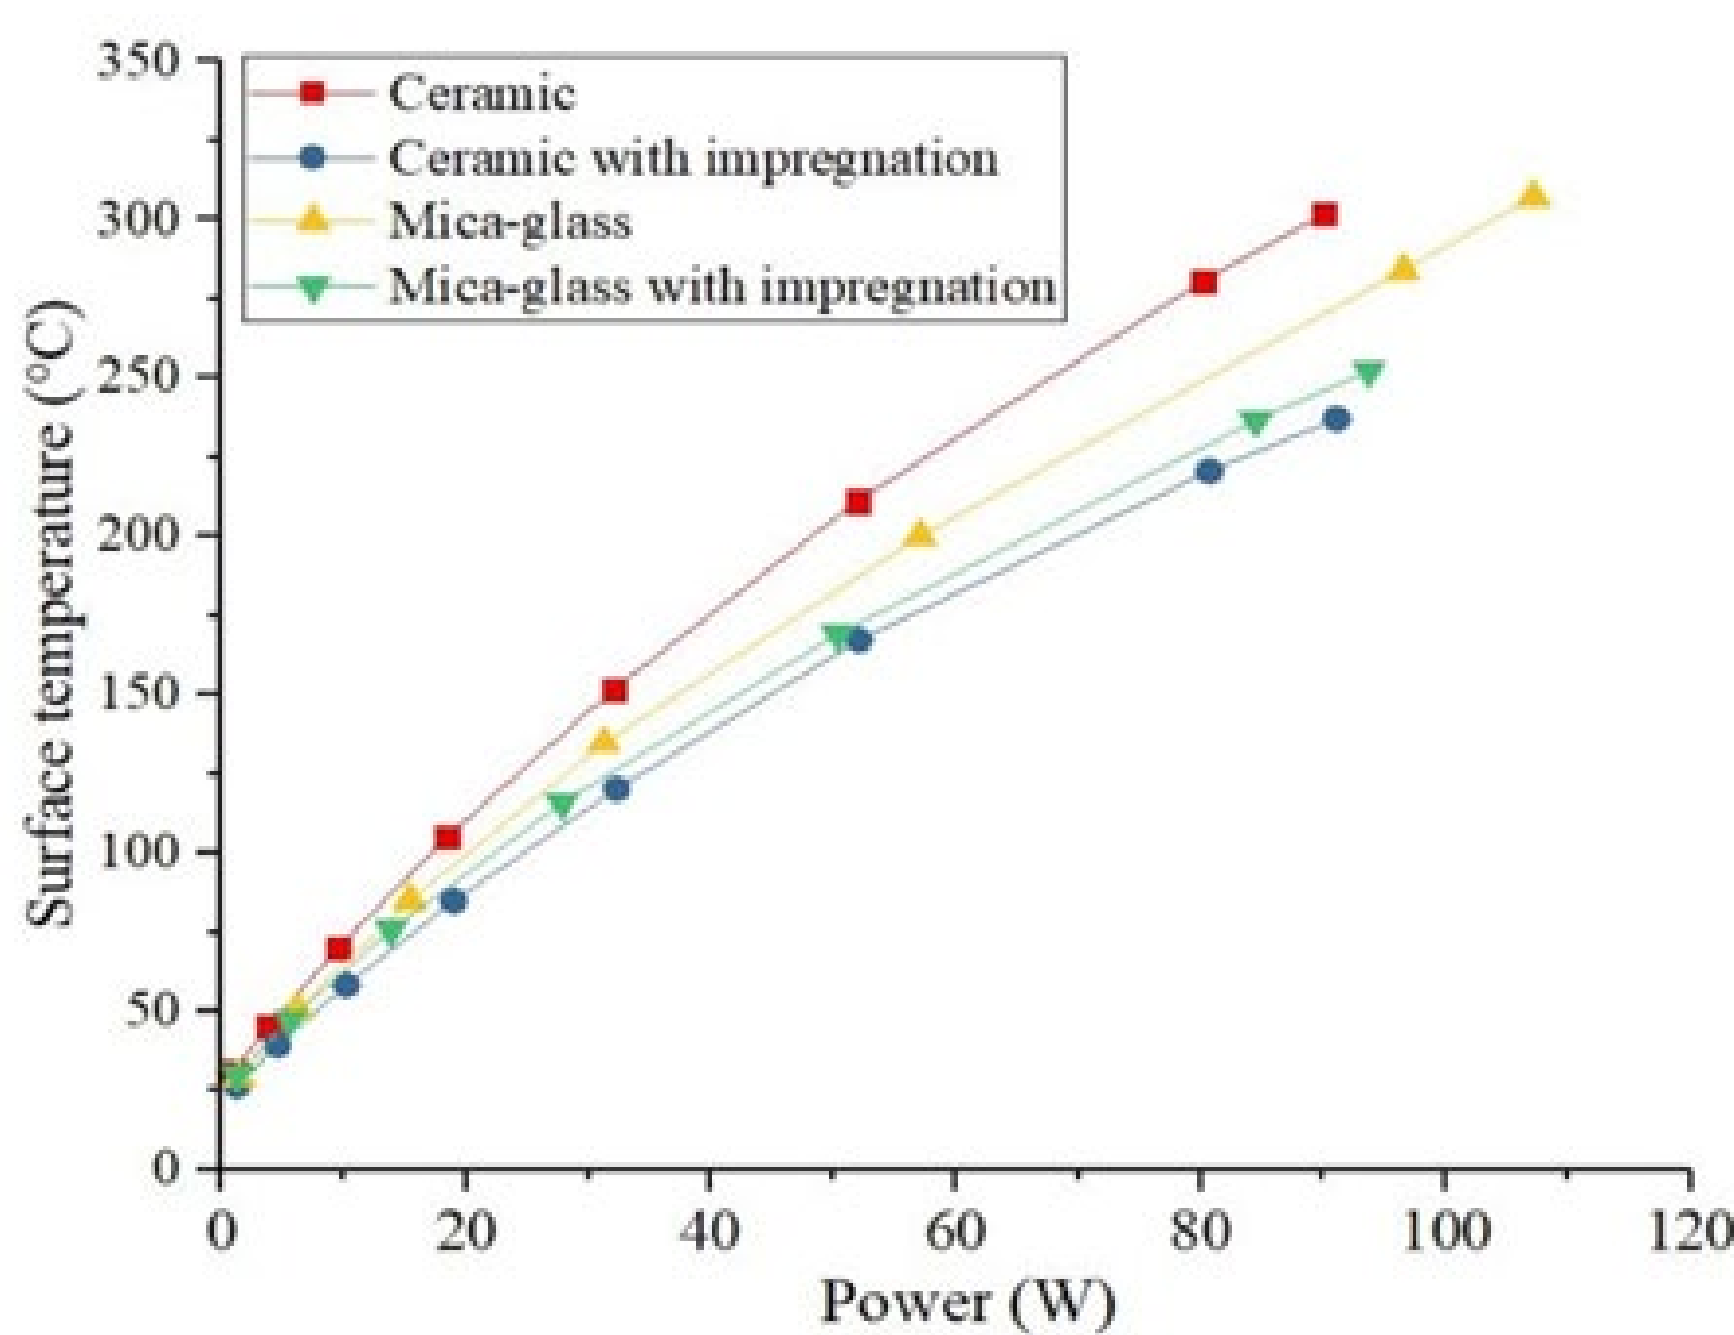 350
300
250
200
150
100
50
0
Surface temperature (°C)
Ceramic
Ceramic with impregnation
Mica-glass
Mica-glass with impregnation
0 20 40 60 80 100 120
Power (W)